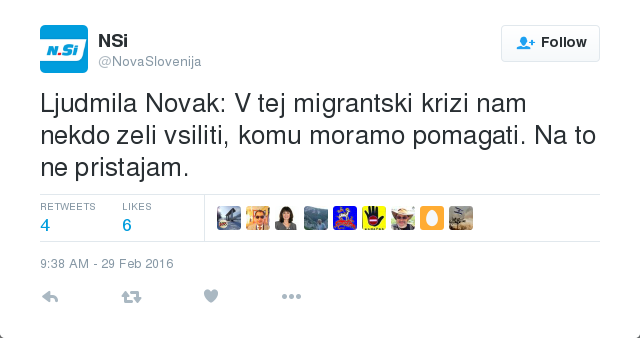 N.Si
NSi
@NovaSlovenija
Follow
Ljudmila Novak: V tej migrantski krizi nam
nekdo zeli vsiliti, komu moramo pomagati. Na to
ne pristajam.
RETWEETS
LIKES
4
6
9:38 AM - 29 Feb 2016